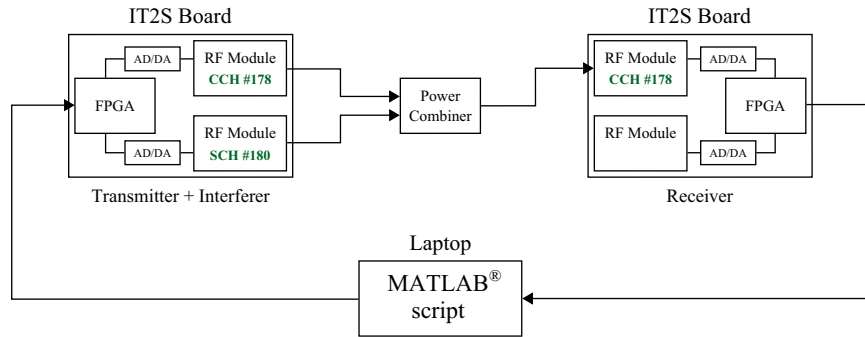 IT2S Board
AD/DA
RF Module
CCH #178
FPGA
AD/DA
RF Module
SCH #180
Transmitter + Interferer
Power
Combiner
IT2S Board
RF Module
CCH #178
AD/DA
FPGA
RF Module
AD/DA
Receiver
Laptop
MATLAB®
script